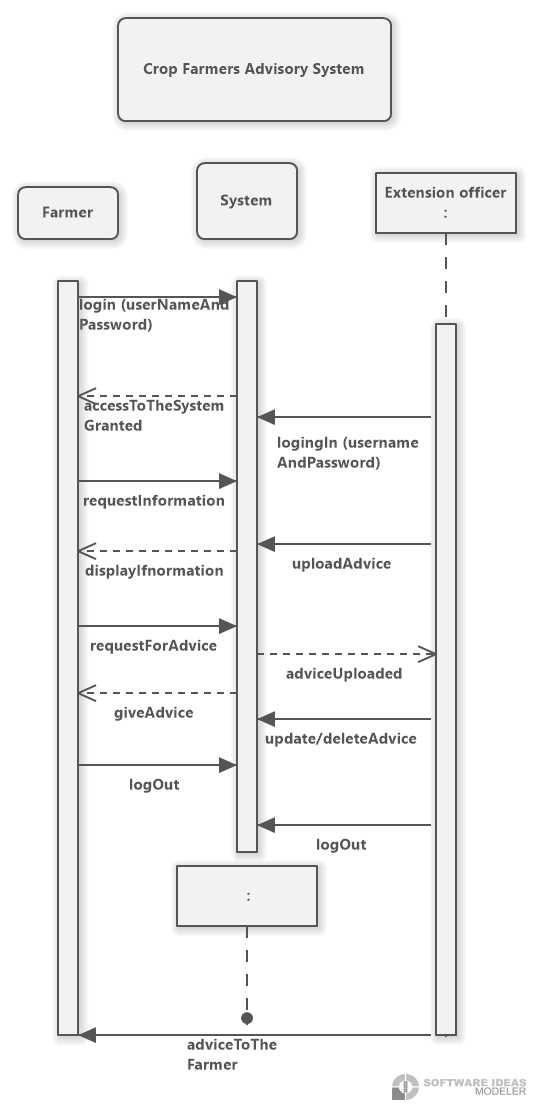 Crop Farmers Advisory System
Farmer
System
Extension officer
:
login (userNameAnd
Password)
accessToTheSystem
Granted
logingIn (username
AndPassword)
requestInformation
displayIfnormation
uploadAdvice
requestForAdvice
adviceUploaded
giveAdvice
update/deleteAdvice
logOut
logOut
:
adviceToThe
Farmer
SOFTWARE IDEAS
MODELER